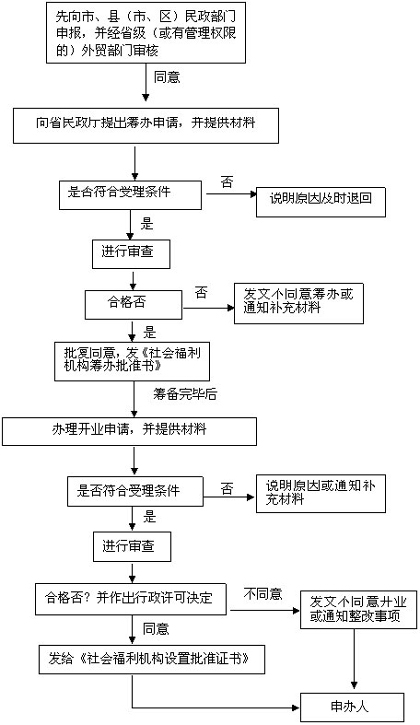 先向市、县（市、区）民政部门
申报，并经省级（或有管理权限
的）外贸部门审核
同意
向省民政厅提出筹办申请，并提供材料
是否符合受理条件
否
说明原因及时退回
是
进行审查
合格否
否
发文不同意筹办或
通知补充材料
是
批复同意，发《社会福利
机构筹办批准书》
筹备完毕后
办理开业申请，并提供材料
是否符合受理条件
否
说明原因或通知补
充材料
是
进行审查
合格否？并作出行政许可决定
不同意
发文不同意开业
或通知整改事项
同意
发给《社会福利机构设置批准证书》
申办人